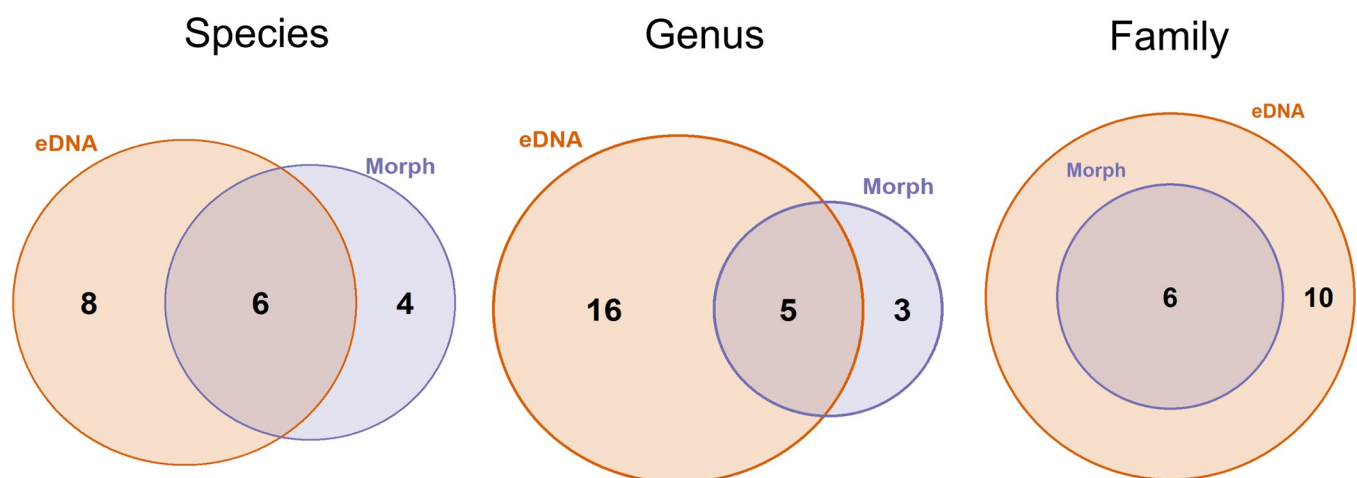 Species
Genus
Family
eDNA
Morph
8
6
4
eDNA
Morph
16
5
3
eDNA
Morph
6
10